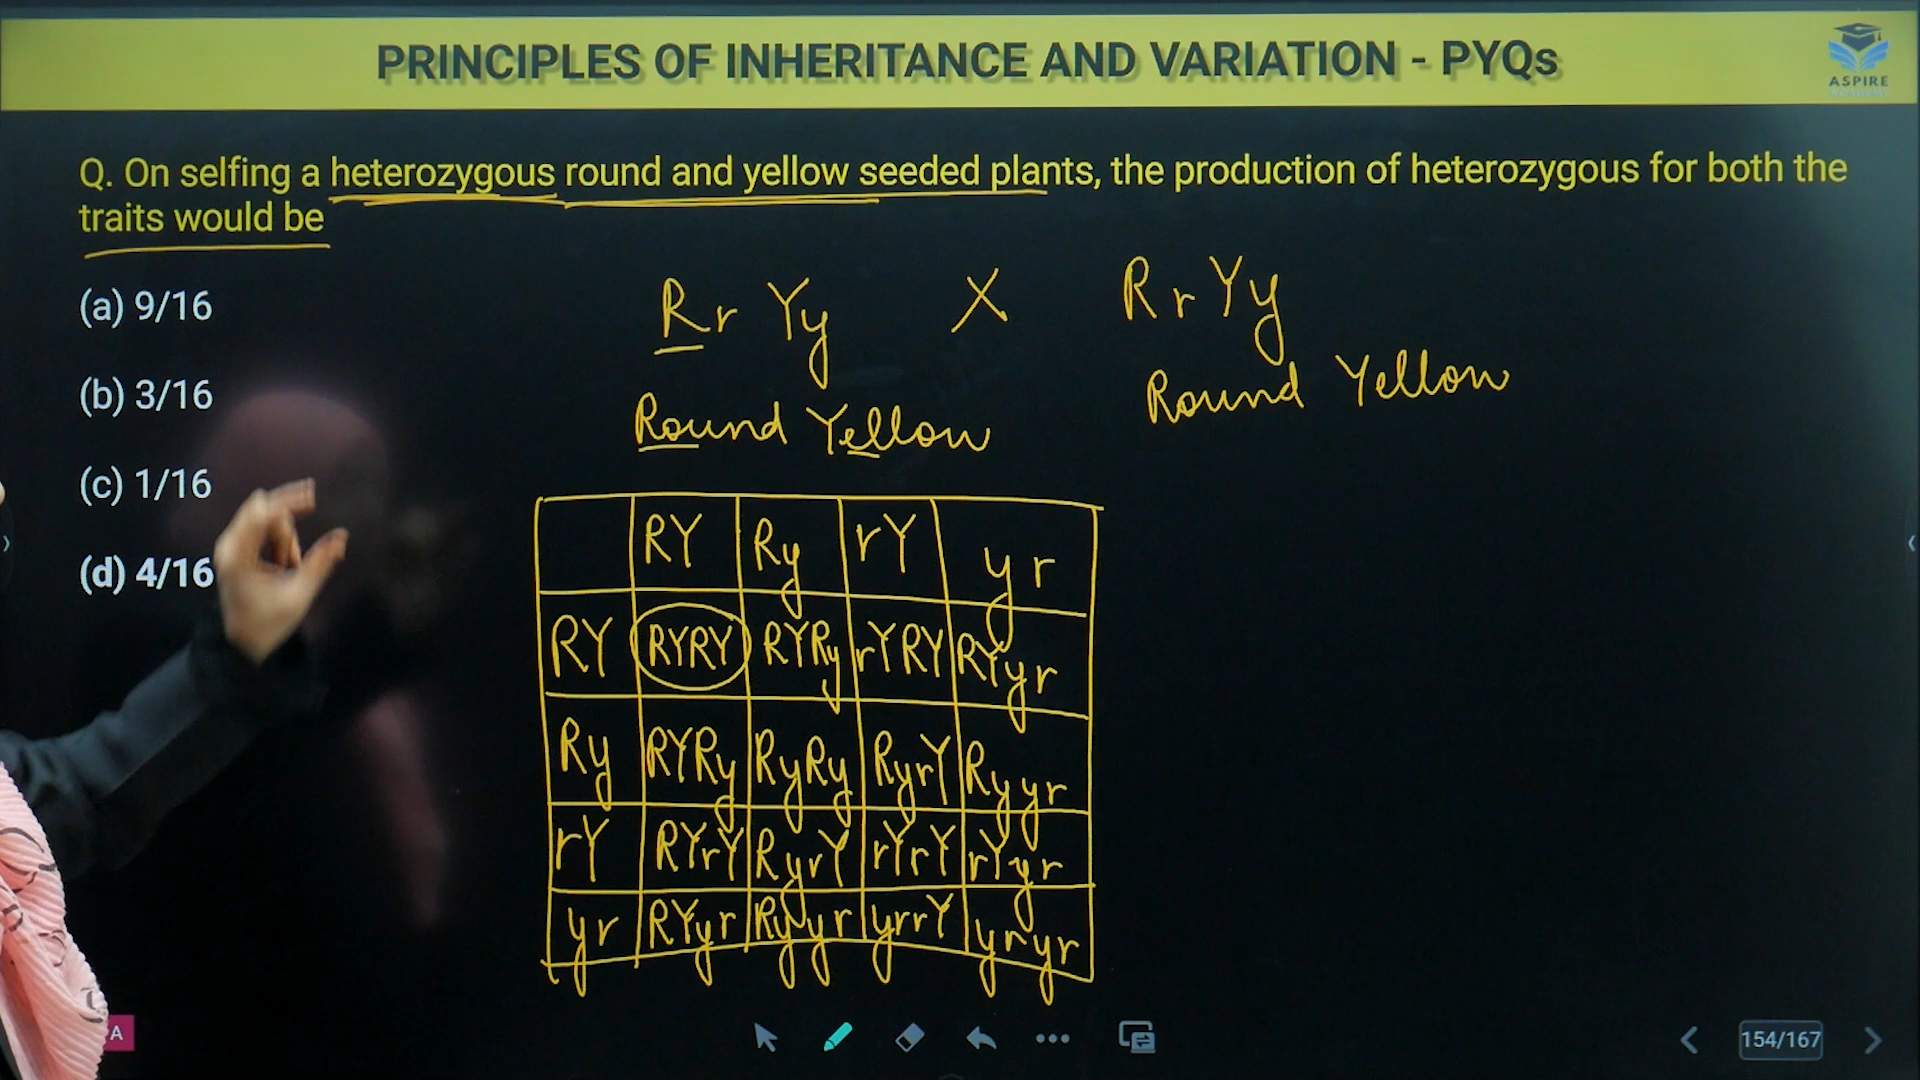 PRINCIPLES OF INHERITANCE AND VARIATION - PYQs
ASPIRE
Q. On selfing a heterozygous round and yellow seeded plants, the production of heterozygous for both the
traits would be
(a) 9/16
(b) 3/16
(c) 1/16
(d) 4/16
Rr Yy X RrYy
Round Yellow Round Yellow
RY Ry rY yr
RY RYRY RYRy rYRY RYyr
Ry RYRy RyRy RyrY Ryyr
rY RYrY RyrY rYrY rYyr
yr RYyr Ryyr yrrY yryr
A
154/167